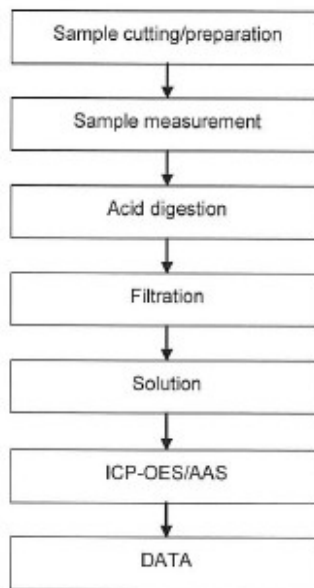 Sample cutting/preparation
Sample measurement
Acid digestion
Filtration
Solution
ICP-OES/AAS
DATA